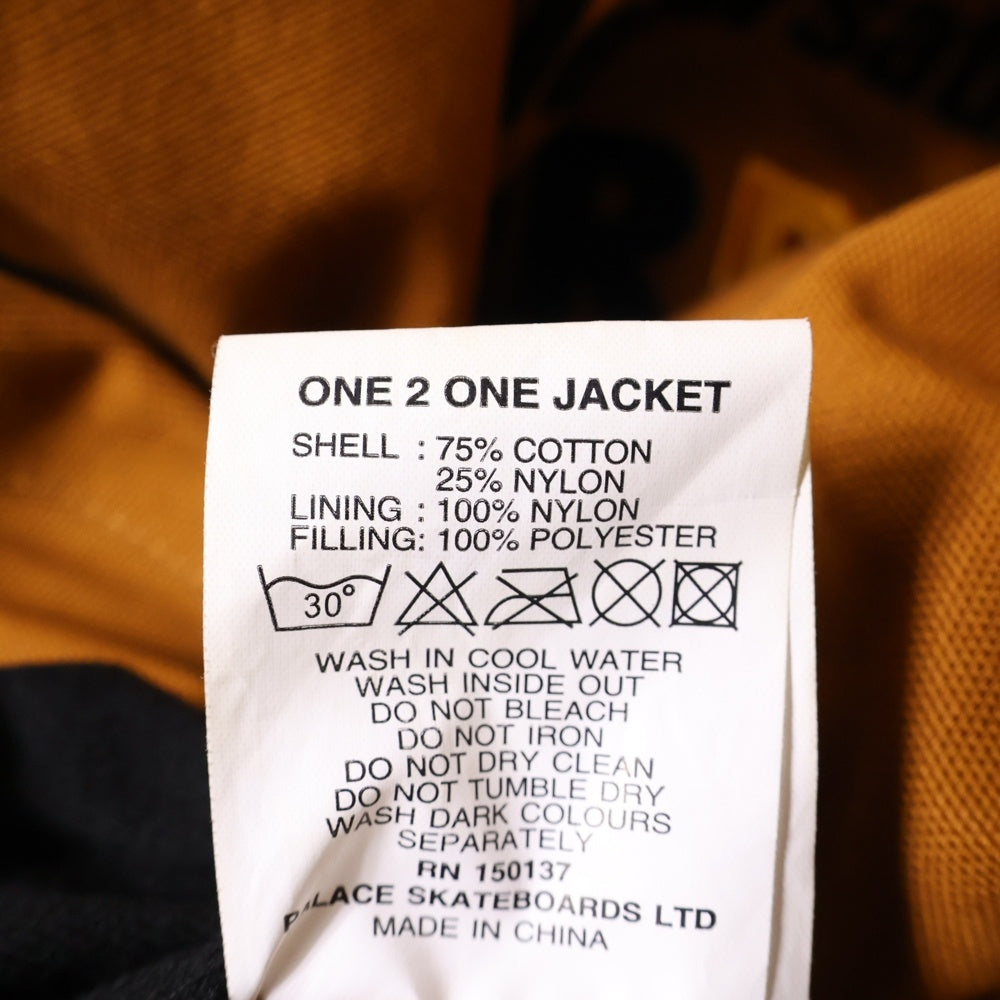 ONE 2 ONE JACKET
SHELL : 75% COTTON
25% NYLON
LINING : 100% NYLON
FILLING: 100% POLYESTER
30°
WASH IN COOL WATER
WASH INSIDE OUT
DO NOT BLEACH
DO NOT IRON
DO NOT DRY CLEAN
DO NOT TUMBLE DRY
WASH DARK COLOURS
SEPARATELY
RN 150137
PALACE SKATEBOARDS LTD
MADE IN CHINA